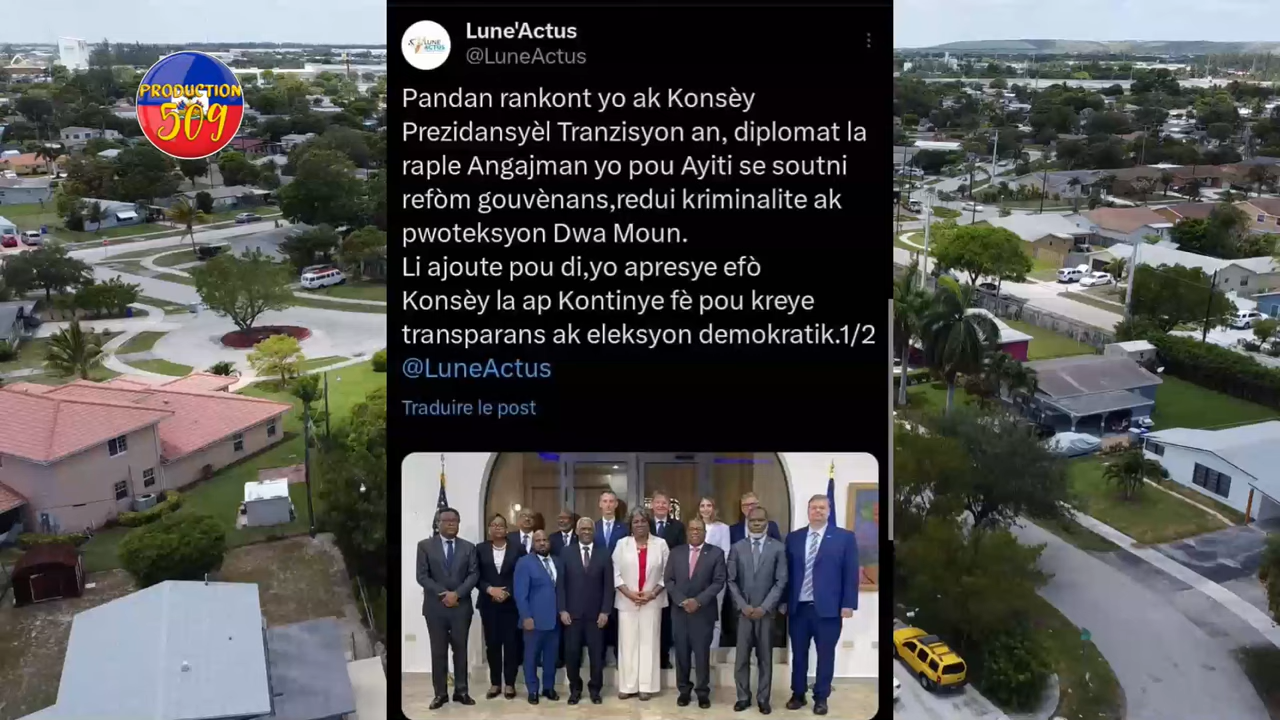 PRODUCTION
509
Lune'Actus
@LuneActus
Pandan rankont yo ak Konsèy
Prezidansyèl Tranzisyon an, diplomat la
raple Angajman yo pou Ayiti se soutni
refòm gouvènans,redui kriminalite ak
pwoteksyon Dwa Moun.
Li ajoute pou di,yo apresye efò
Konsèy la ap Kontinye fè pou kreye
transparans ak eleksyon demokratik.1/2
@LuneActus
Traduire le post